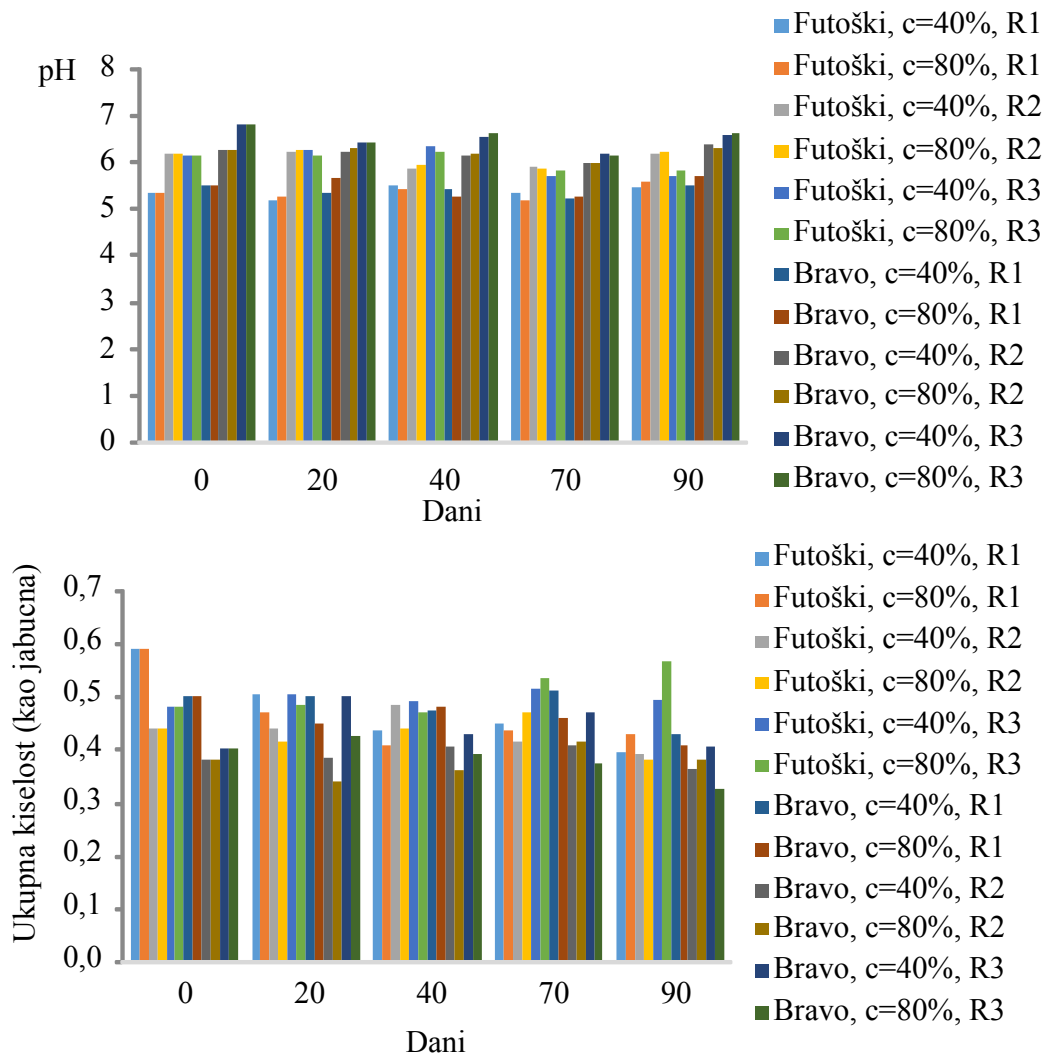 pH
8
7
6
5
4
3
2
1
0
0 20 40 70 90
Dani
Futoški, c=40%, R1
Futoški, c=80%, R1
Futoški, c=40%, R2
Futoški, c=80%, R2
Futoški, c=40%, R3
Futoški, c=80%, R3
Bravo, c=40%, R1
Bravo, c=80%, R1
Bravo, c=40%, R2
Bravo, c=80%, R2
Bravo, c=40%, R3
Bravo, c=80%, R3
Ukupna kiselost (kao jabucna)
0,7
0,6
0,5
0,4
0,3
0,2
0,1
0,0
0 20 40 70 90
Dani
Futoški, c=40%, R1
Futoški, c=80%, R1
Futoški, c=40%, R2
Futoški, c=80%, R2
Futoški, c=40%, R3
Futoški, c=80%, R3
Bravo, c=40%, R1
Bravo, c=80%, R1
Bravo, c=40%, R2
Bravo, c=80%, R2
Bravo, c=40%, R3
Bravo, c=80%, R3